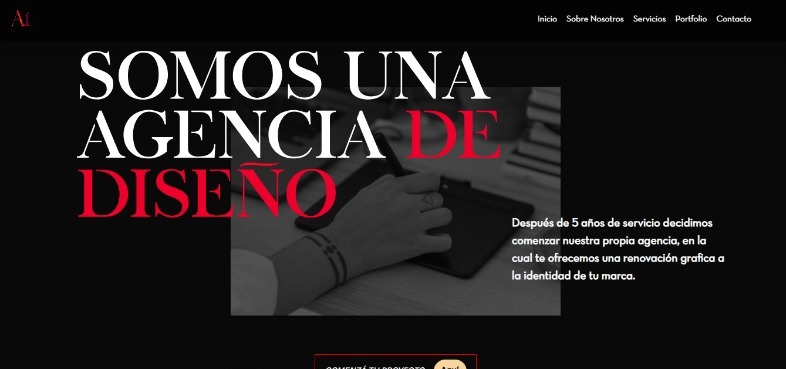 Inicio Sobre Nosotros Servicios Portfolio Contacto
SOMOS UNA
AGENCIA DE
DISEÑO
Después de 5 años de servicio decidimos
comenzar nuestra propia agencia, en la
cual te ofrecemos una renovación grafica a
la identidad de tu marca.
COMENZÁ TU PROYECTO Aquí